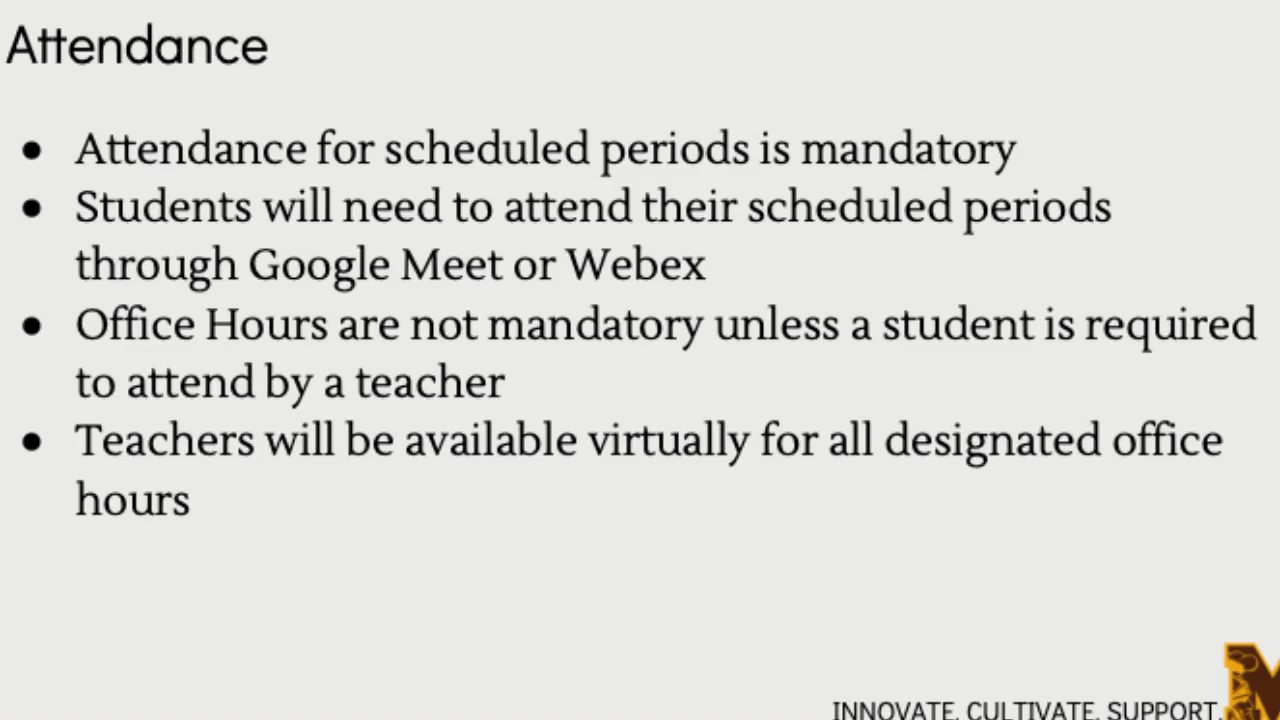 Attendance
● Attendance for scheduled periods is mandatory
● Students will need to attend their scheduled periods
through Google Meet or Webex
● Office Hours are not mandatory unless a student is required
to attend by a teacher
● Teachers will be available virtually for all designated office
hours
INNOVATE. CULTIVATE. SUPPORT.
M